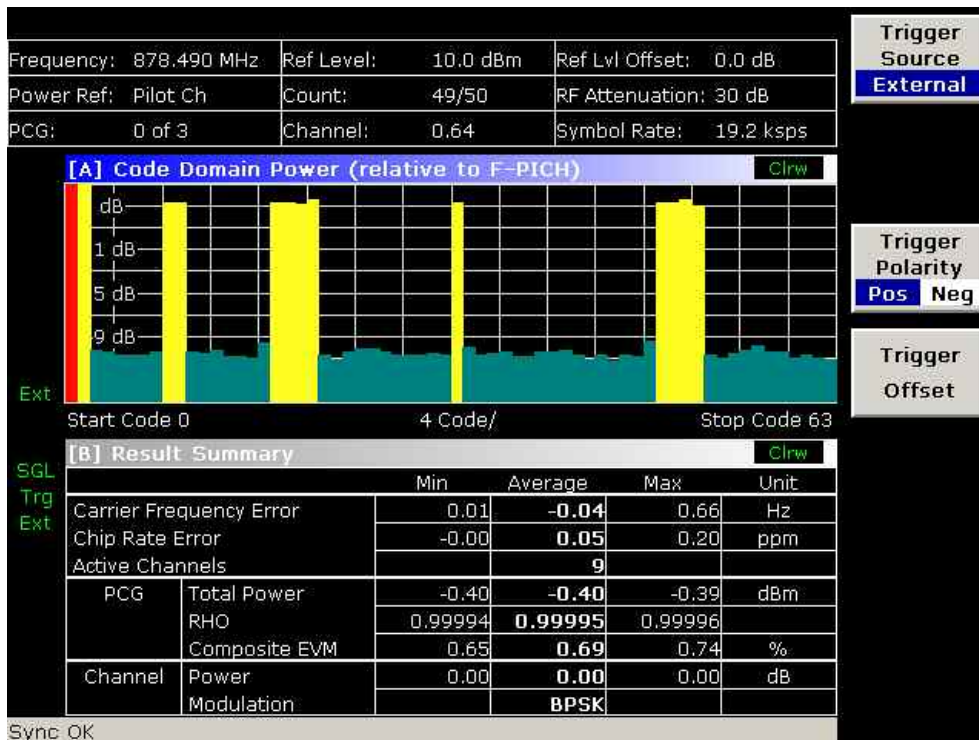 Frequency: 878.490 MHz Ref Level: 10.0 dBm Ref Lvl Offset: 0.0 dB
Power Ref: Pilot Ch Count: 49/50 RF Attenuation: 30 dB
PCG: 0 of 3 Channel: 0.64 Symbol Rate: 19.2 ksps
Trigger
Source
External
[A] Code Domain Power (relative to F-PICH) Clrw
dB
1 dB
5 dB
9 dB
Trigger
Polarity
Pos Neg
Trigger
Offset
Ext
Start Code 0 4 Code/ Stop Code 63
[B] Result Summary Clrw
SGL
Trg
Ext
Min Average Max Unit
Carrier Frequency Error 0.01 -0.04 0.66 Hz
Chip Rate Error -0.00 0.05 0.20 ppm
Active Channels 9
PCG Total Power -0.40 -0.40 -0.39 dBm
RHO 0.99994 0.99995 0.99996
Composite EVM 0.65 0.69 0.74 %
Channel Power 0.00 0.00 0.00 dB
Modulation BPSK
Sync OK